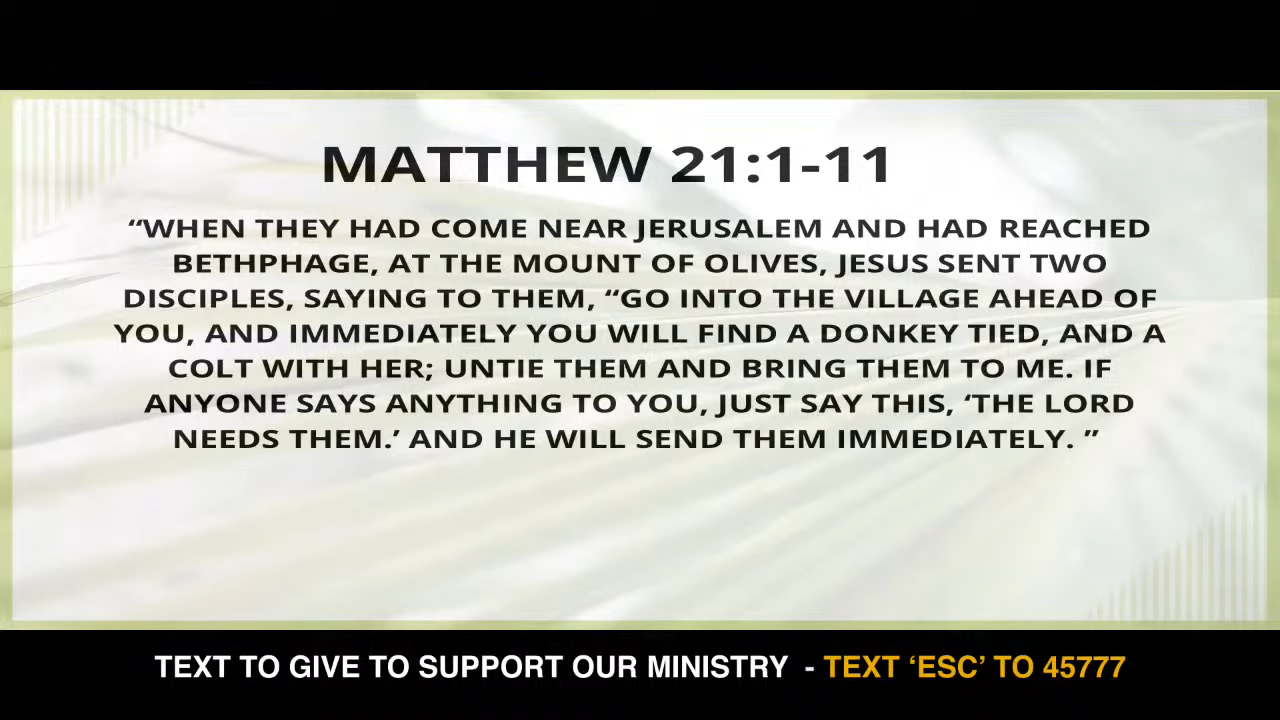 MATTHEW 21:1-11
“WHEN THEY HAD COME NEAR JERUSALEM AND HAD REACHED
BETHPHAGE, AT THE MOUNT OF OLIVES, JESUS SENT TWO
DISCIPLES, SAYING TO THEM, “GO INTO THE VILLAGE AHEAD OF
YOU, AND IMMEDIATELY YOU WILL FIND A DONKEY TIED, AND A
COLT WITH HER; UNTIE THEM AND BRING THEM TO ME. IF
ANYONE SAYS ANYTHING TO YOU, JUST SAY THIS, ‘THE LORD
NEEDS THEM.’ AND HE WILL SEND THEM IMMEDIATELY. ”
TEXT TO GIVE TO SUPPORT OUR MINISTRY - TEXT ‘ESC’ TO 45777